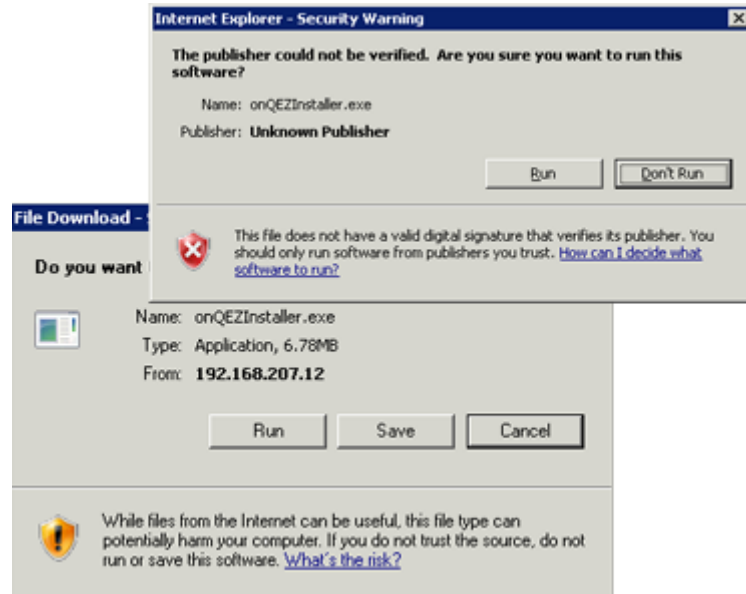 Internet Explorer - Security Warning
The publisher could not be verified. Are you sure you want to run this
software?
Name: onQEZInstaller.exe
Publisher: Unknown Publisher
Run Don't Run
This file does not have a valid digital signature that verifies its publisher. You
should only run software from publishers you trust. How can I decide what
software to run?
File Download -
Do you want
Name: onQEZInstaller.exe
Type: Application, 6.78MB
From: 192.168.207.12
Run Save Cancel
While files from the Internet can be useful, this file type can
potentially harm your computer. If you do not trust the source, do not
run or save this software. What's the risk?